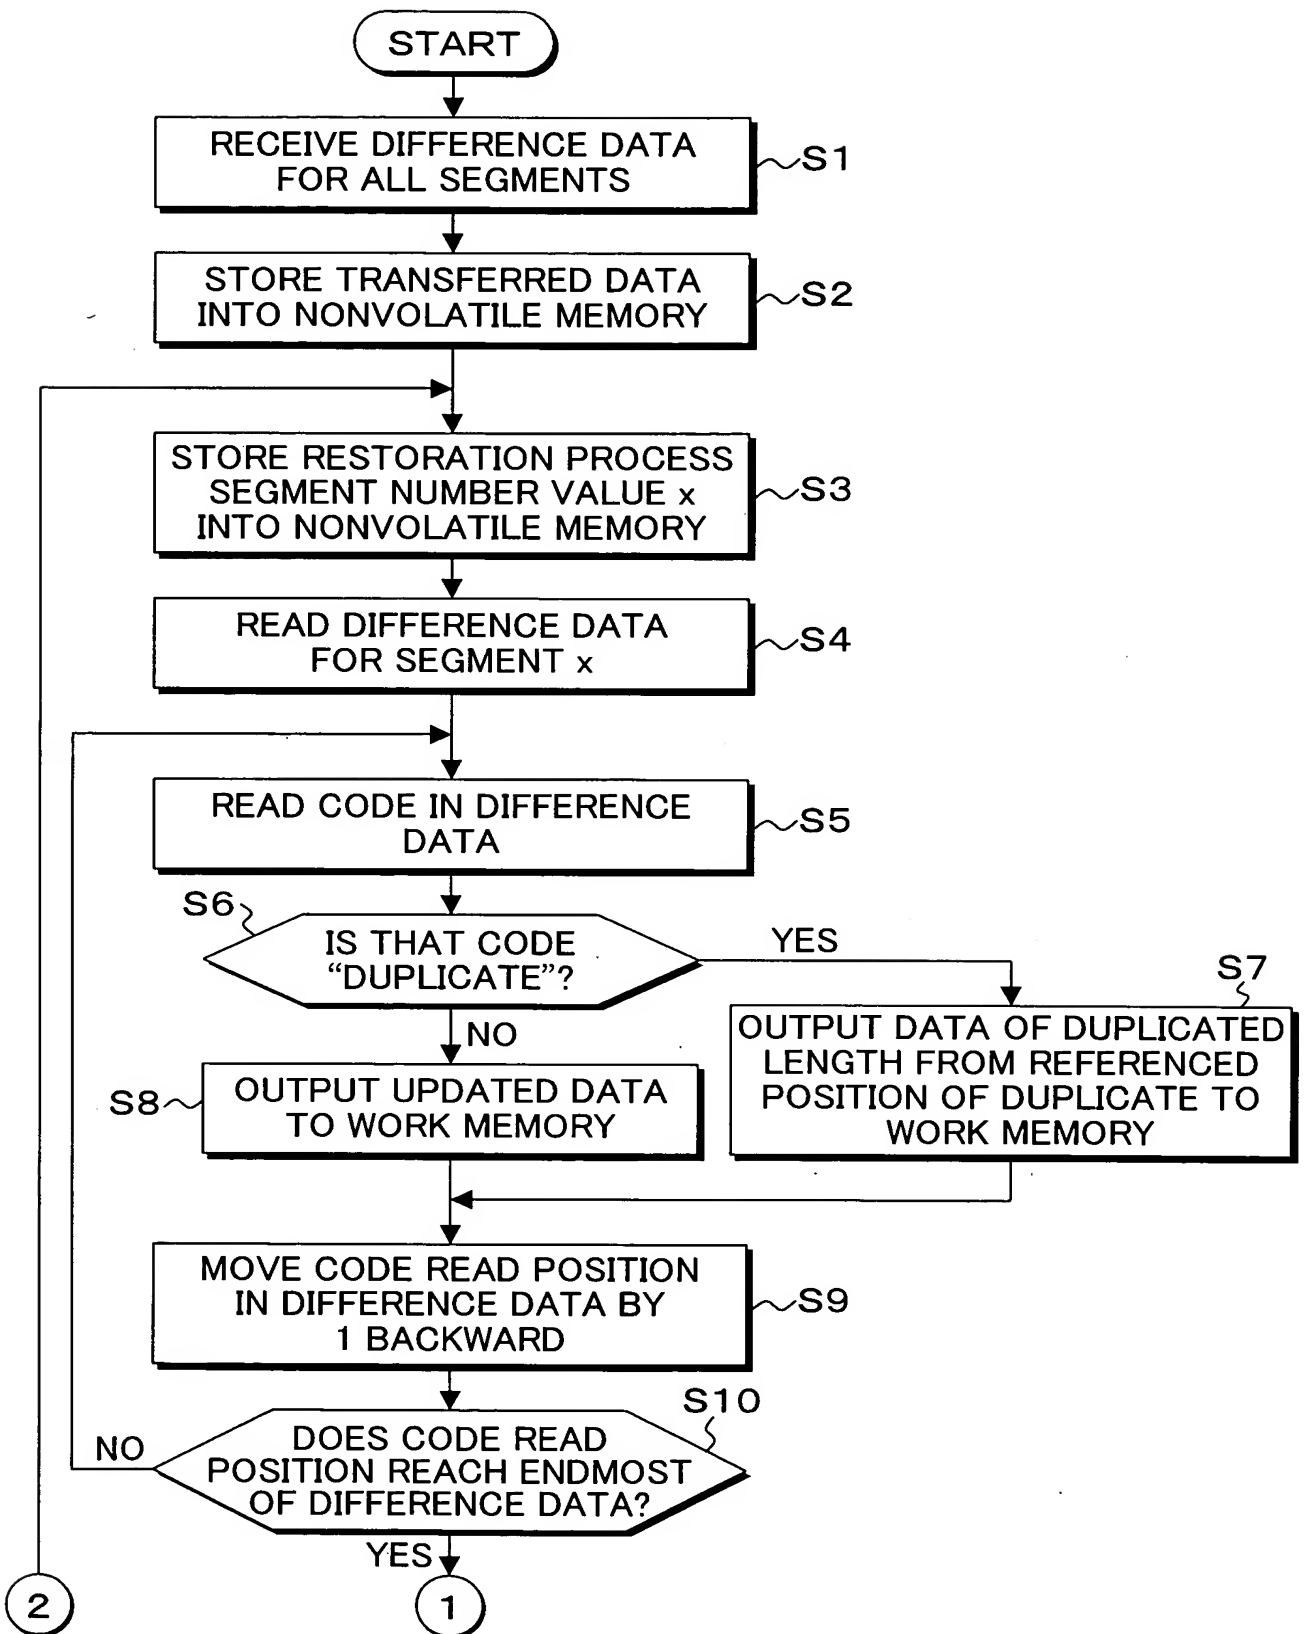 START
RECEIVE DIFFERENCE DATA
FOR ALL SEGMENTS
S1
STORE TRANSFERRED DATA
INTO NONVOLATILE MEMORY
S2
STORE RESTORATION PROCESS
SEGMENT NUMBER VALUE x
INTO NONVOLATILE MEMORY
S3
READ DIFFERENCE DATA
FOR SEGMENT x
S4
READ CODE IN DIFFERENCE
DATA
S5
S6
IS THAT CODE
“DUPLICATE”?
YES
NO
S7
OUTPUT DATA OF DUPLICATED
LENGTH FROM REFERENCED
POSITION OF DUPLICATE TO
WORK MEMORY
S8
OUTPUT UPDATED DATA
TO WORK MEMORY
MOVE CODE READ POSITION
IN DIFFERENCE DATA BY
1 BACKWARD
S9
S10
DOES CODE READ
POSITION REACH ENDMOST
OF DIFFERENCE DATA?
NO
YES
2
1